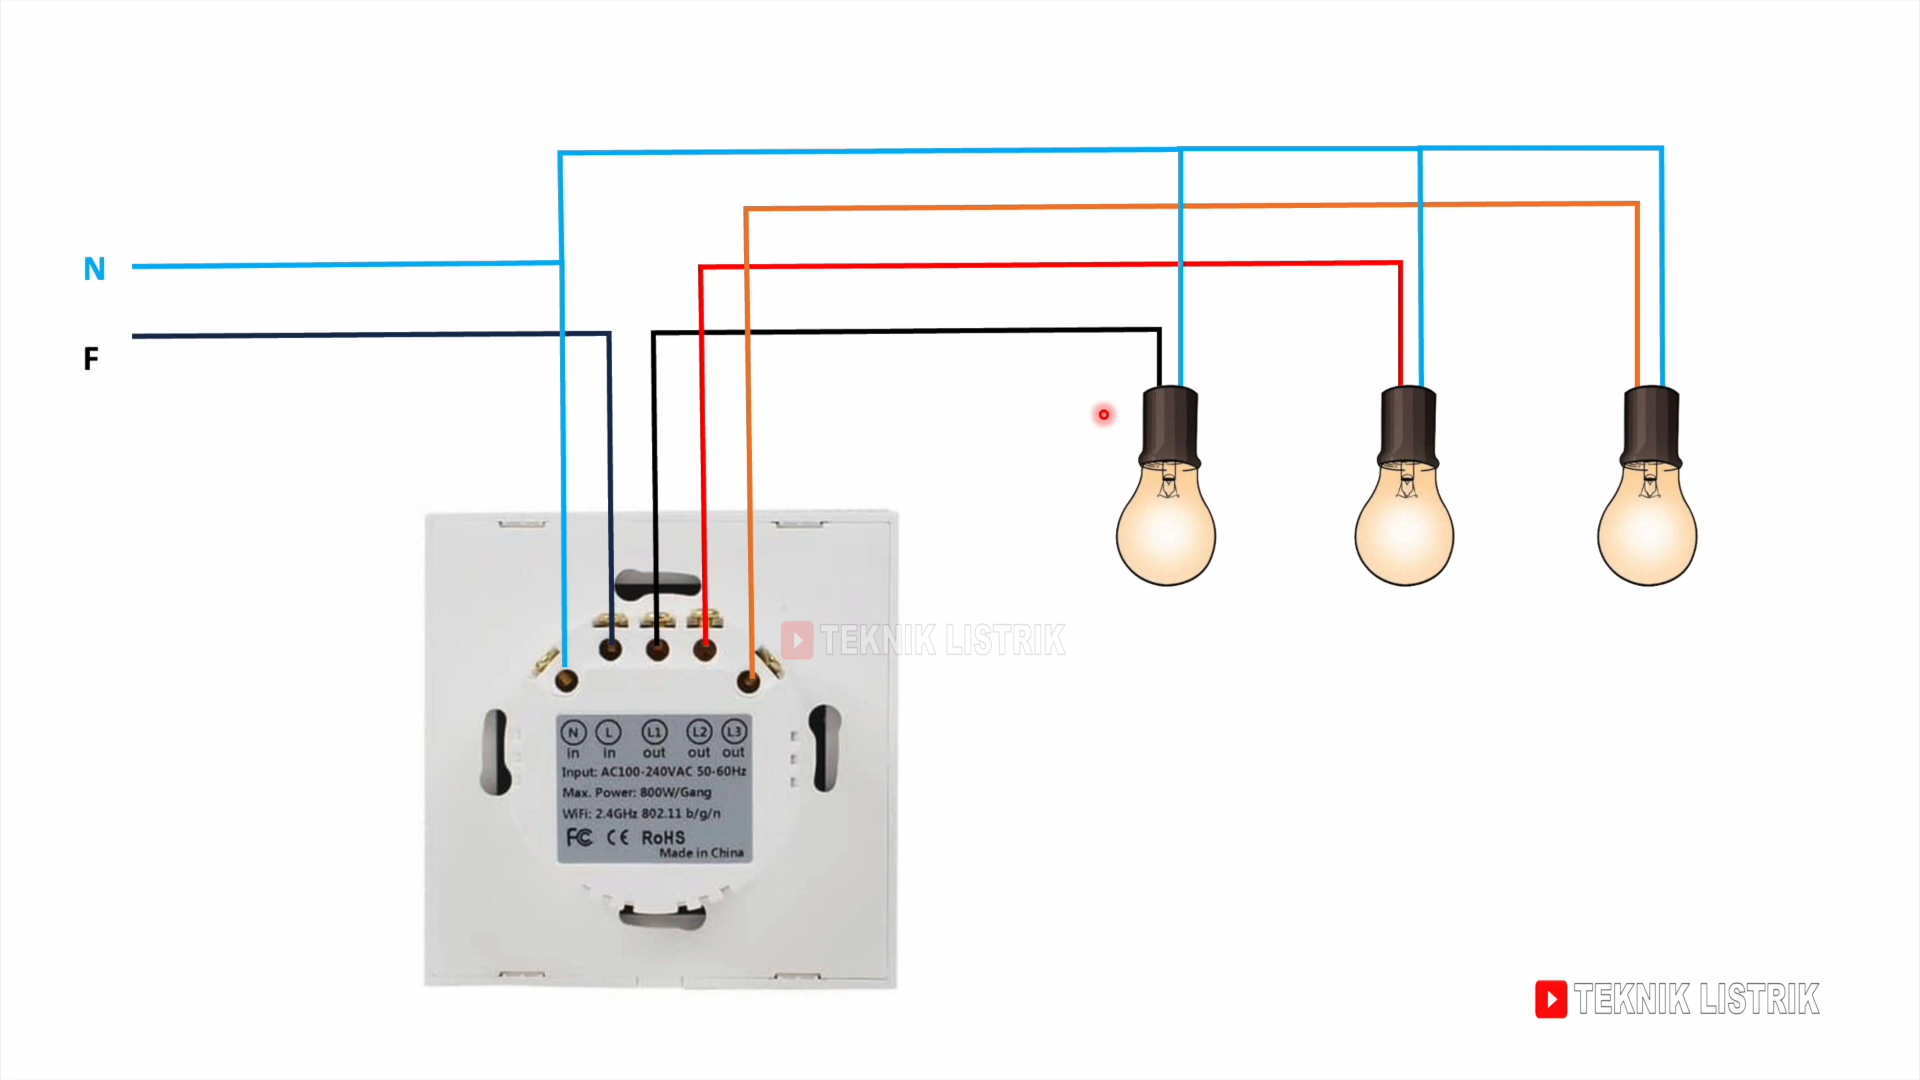 N
F
TEKNIK LISTRIK
N L L1 L2 L3
in in out out out
Input: AC100-240VAC 50-60Hz
Max. Power: 800W/Gang
WiFi: 2.4GHz 802.11 b/g/n
FC CE RoHS
Made in China
TEKNIK LISTRIK